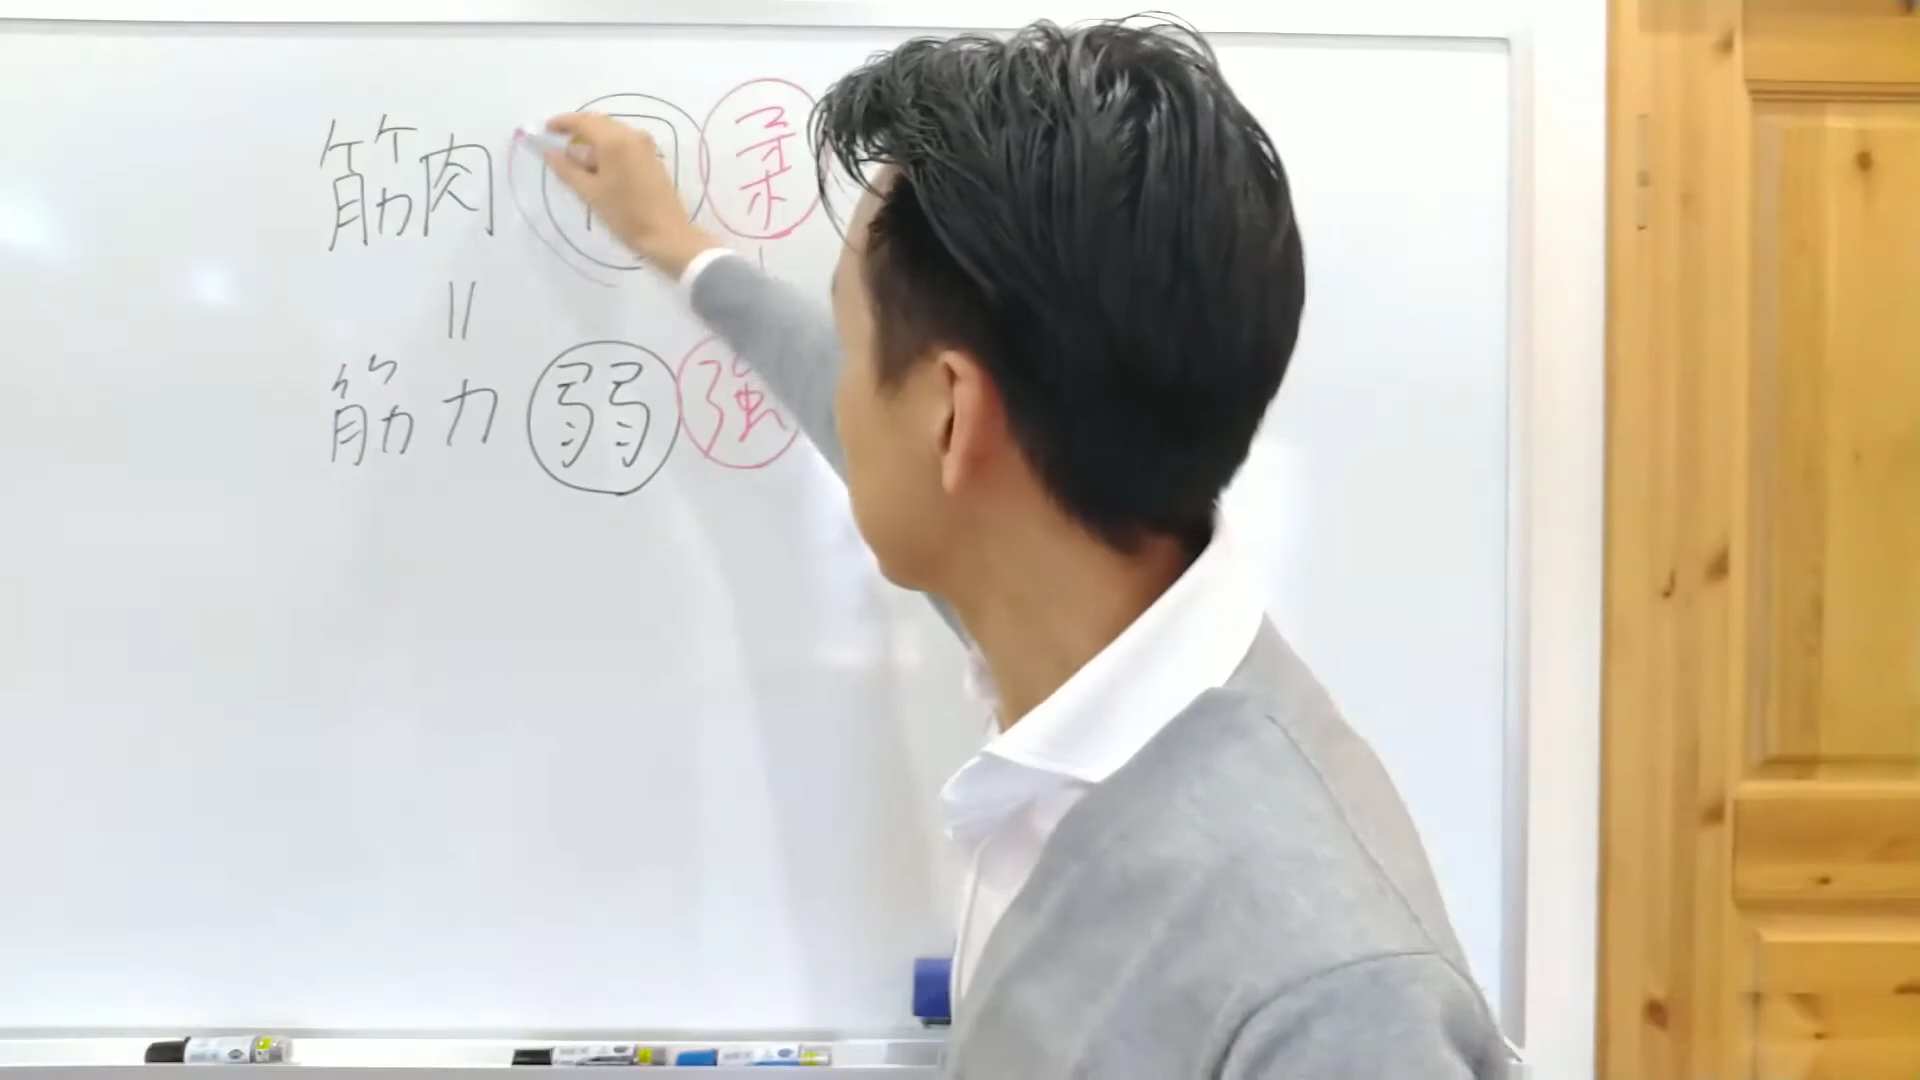 筋肉 柔
=
筋力 弱 強